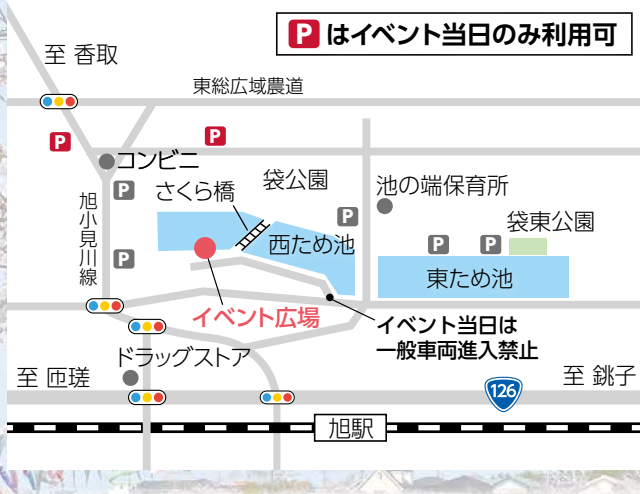 P はイベント当日のみ利用可
至 香取
東総広域農道
P
P
コンビニ
P
さくら橋
袋公園
P
池の端保育所
旭小見川線
P
西ため池
P
P
袋東公園
東ため池
イベント広場
イベント当日は
一般車両進入禁止
ドラッグストア
至 匝瑳
126
至 銚子
旭駅